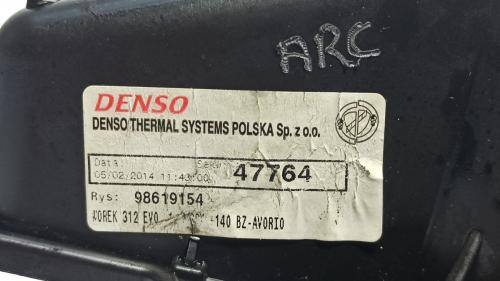 ARC
DENSO
DENSO THERMAL SYSTEMS POLSKA Sp. z o.o.
Data:
05/02/2014 11:43:00
47764
Rys: 98619154
WOREK 312 EVO -140 BZ-AVORIO